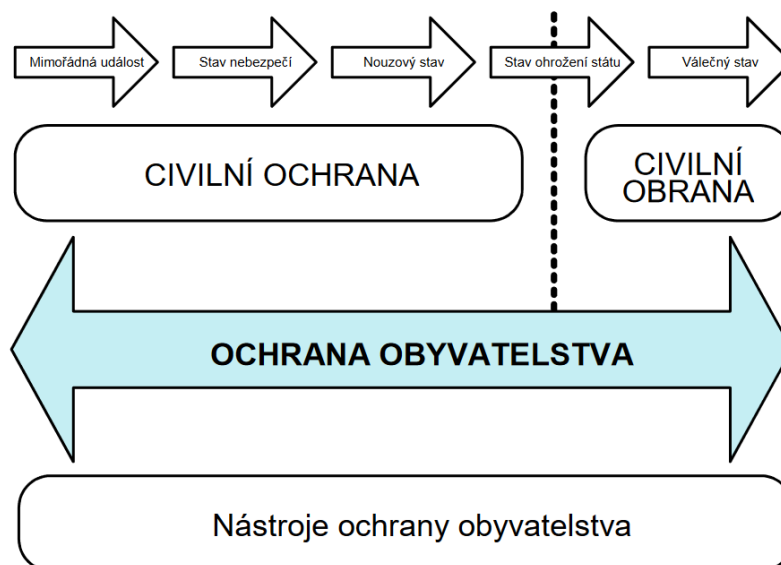 Mimořádná událost
Stav nebezpečí
Nouzový stav
Stav ohrožení státu
Válečný stav
CIVILNÍ OCHRANA
CIVILNÍ
OBRANA
OCHRANA OBYVATELSTVA
Nástroje ochrany obyvatelstva